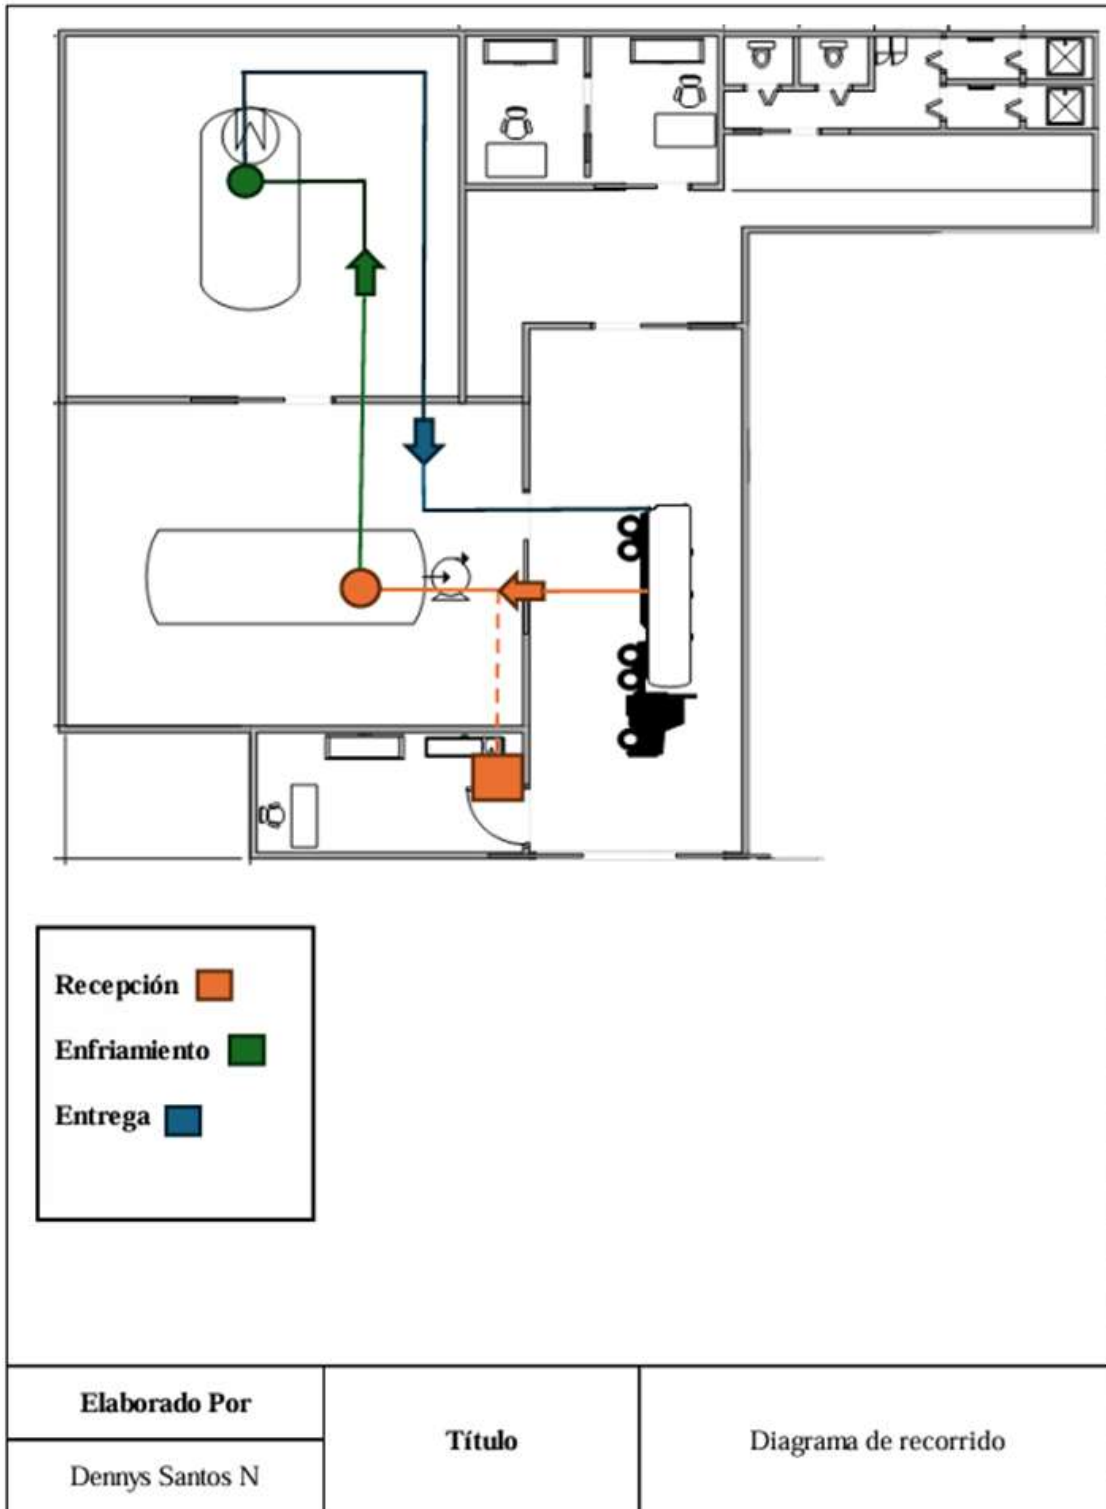 Recepción
Enfriamiento
Entrega
Elaborado Por
Dennys Santos N
Título
Diagrama de recorrido